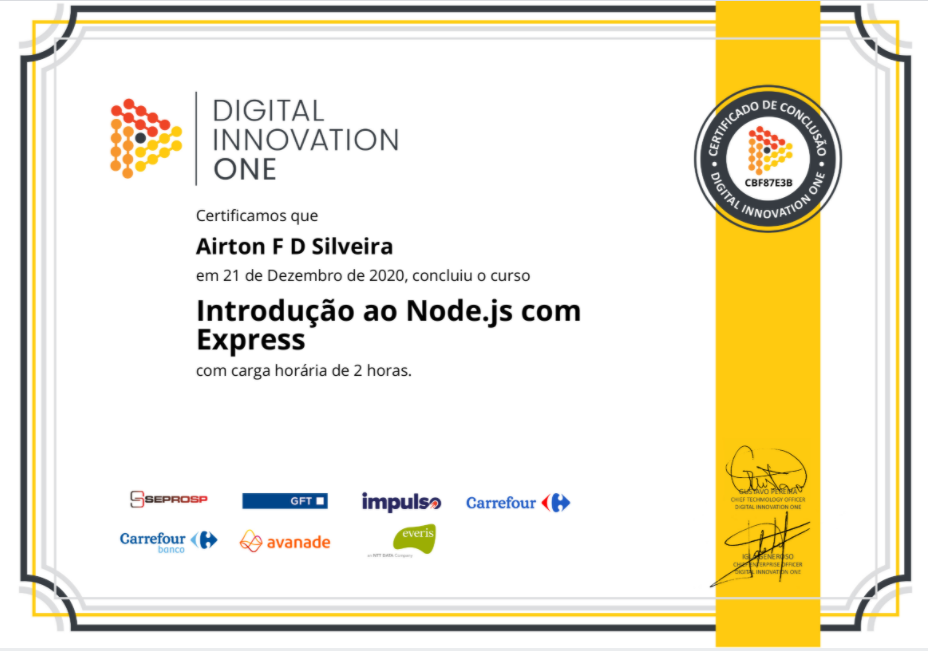 DIGITAL
INNOVATION
ONE
Certificamos que
Airton F D Silveira
em 21 de Dezembro de 2020, concluiu o curso
Introdução ao Node.js com
Express
com carga horária de 2 horas.
CERTIFICADO DE CONCLUSÃO
CBF87E3B
DIGITAL INNOVATION ONE
SEPROSP
GFT
impulso
Carrefour
Carrefour
banco
avanade
everis
an NTT DATA Company
GUSTAVO PEREIRA
CHIEF TECHNOLOGY OFFICER
DIGITAL INNOVATION ONE
GENEROSO
CHIEF ENTERPRISE OFFICER
DIGITAL INNOVATION ONE